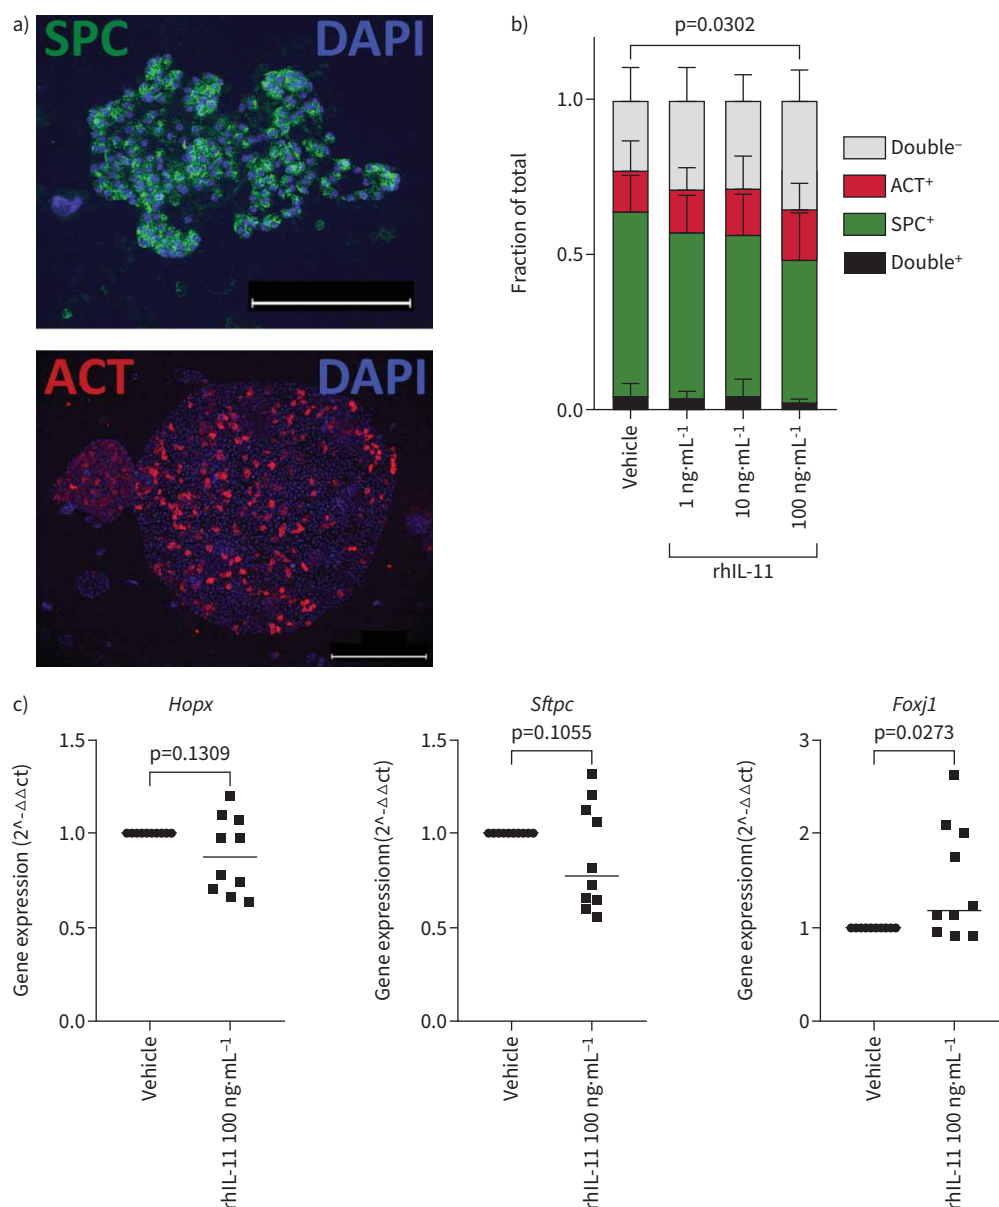 a)
SPC DAPI
ACT DAPI
b)
p=0.0302
1.0
0.5
0.0
Fraction of total
Double⁻
ACT⁺
SPC⁺
Double⁺
Vehicle
1 ng·mL⁻¹
10 ng·mL⁻¹
100 ng·mL⁻¹
rhIL-11
c)
Hopx
p=0.1309
1.5
1.0
0.5
0.0
Gene expression (2^-△△ct)
Vehicle
rhIL-11 100 ng·mL⁻¹
Sftpc
p=0.1055
1.5
1.0
0.5
0.0
Gene expressionn(2^-△△ct)
Vehicle
rhIL-11 100 ng·mL⁻¹
Foxj1
p=0.0273
3
2
1
0
Gene expression (2^-△△ct)
Vehicle
rhIL-11 100 ng·mL⁻¹